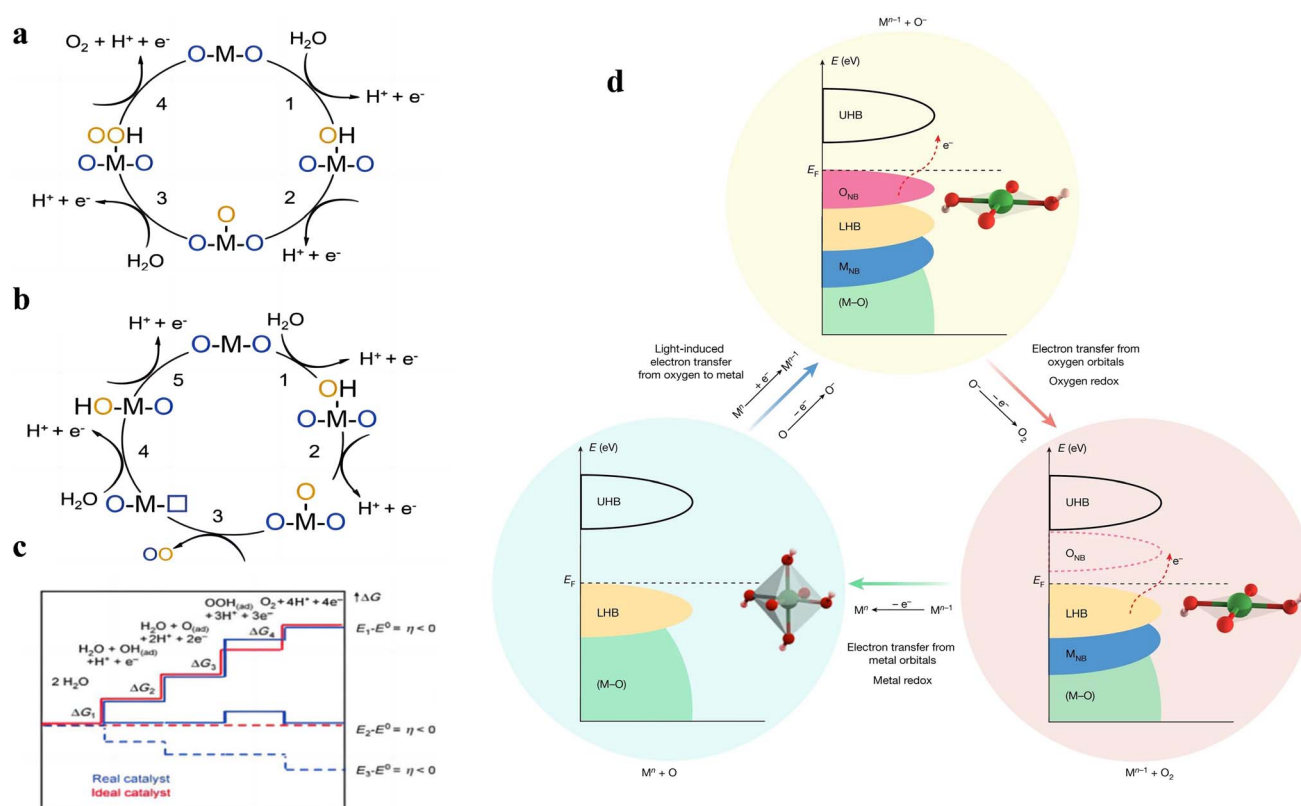 a
O₂ + H⁺ + e⁻
O-M-O
H₂O
4
1
H⁺ + e⁻
OOH
O-M-O
OH
O-M-O
3
2
H⁺ + e⁻
O
O-M-O
H₂O
H⁺ + e⁻
b
H⁺ + e⁻
O-M-O
H₂O
5
1
H⁺ + e⁻
HO-M-O
OH
O-M-O
H⁺ + e⁻
4
2
H₂O
O-M-□
3
O
O-M-O
H⁺ + e⁻
OO
c
ΔG
OOH(ad)
+3H⁺ + 3e⁻
O₂ + 4H⁺ + 4e⁻
H₂O + O(ad)
+2H⁺ + 2e⁻
H₂O + OH(ad)
+H⁺ + e⁻
2 H₂O
ΔG₁
ΔG₂
ΔG₃
ΔG₄
E₁-E⁰ = η < 0
E₂-E⁰ = η < 0
E₃-E⁰ = η < 0
Real catalyst
Ideal catalyst
d
Mⁿ⁻¹ + O⁻
E (eV)
UHB
e⁻
E_F
O_NB
LHB
M_NB
(M–O)
Light-induced
electron transfer
from oxygen to metal
Mⁿ + e⁻ Mⁿ⁻¹
O – e⁻ O⁻
Electron transfer from
oxygen orbitals
Oxygen redox
O⁻ – e⁻ O₂
E (eV)
UHB
E_F
LHB
(M–O)
Mⁿ + O
Mⁿ – e⁻ Mⁿ⁻¹
Electron transfer from
metal orbitals
Metal redox
E (eV)
UHB
O_NB
e⁻
E_F
LHB
M_NB
(M–O)
Mⁿ⁻¹ + O₂